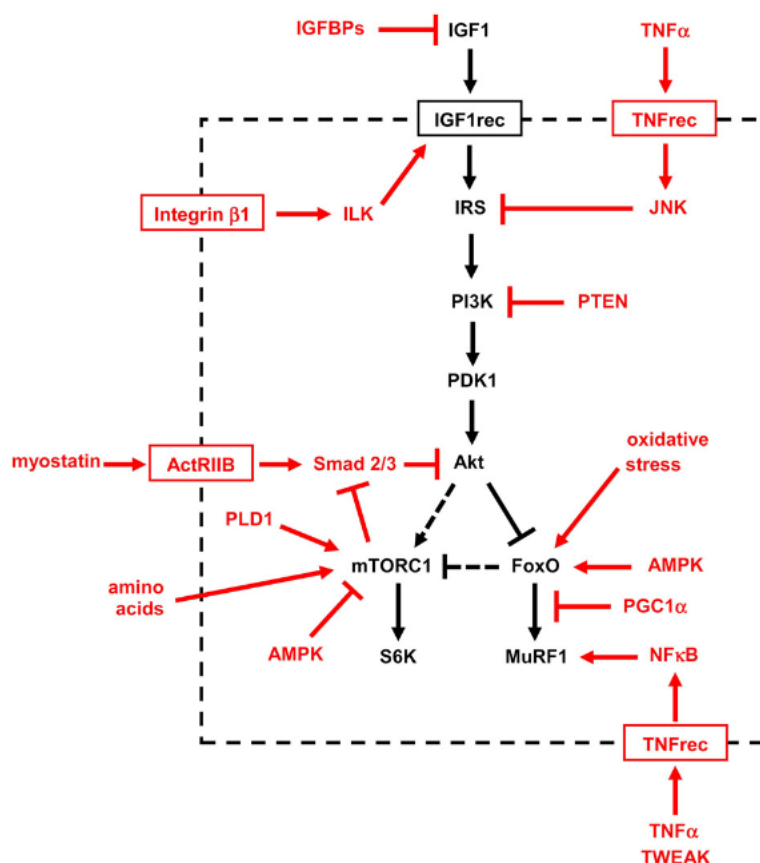 IGFBPs
IGF1
TNFα
IGF1rec
TNFrec
Integrin β1
ILK
IRS
JNK
PI3K
PTEN
PDK1
myostatin
ActRIIB
Smad 2/3
Akt
oxidative
stress
PLD1
mTORC1
FoxO
AMPK
amino
acids
PGC1α
AMPK
S6K
MuRF1
NFκB
TNFrec
TNFα
TWEAK